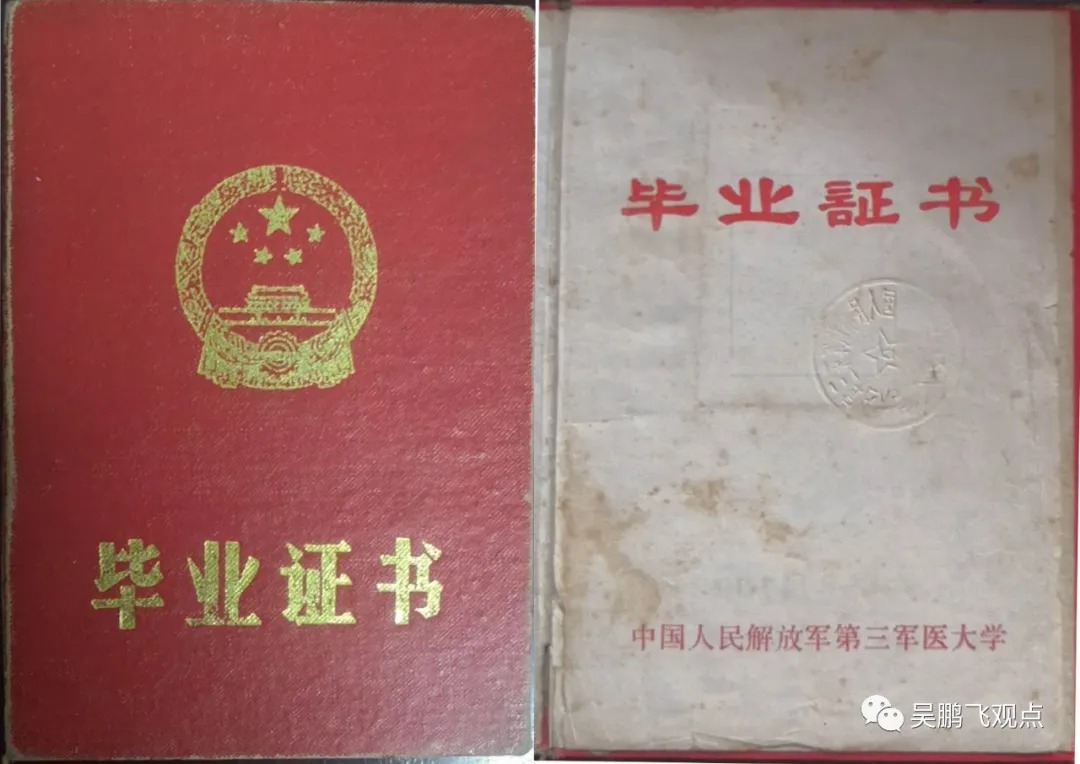 毕业证书
毕业証书
中国人民解放军第三军医大学
吴鹏飞观点